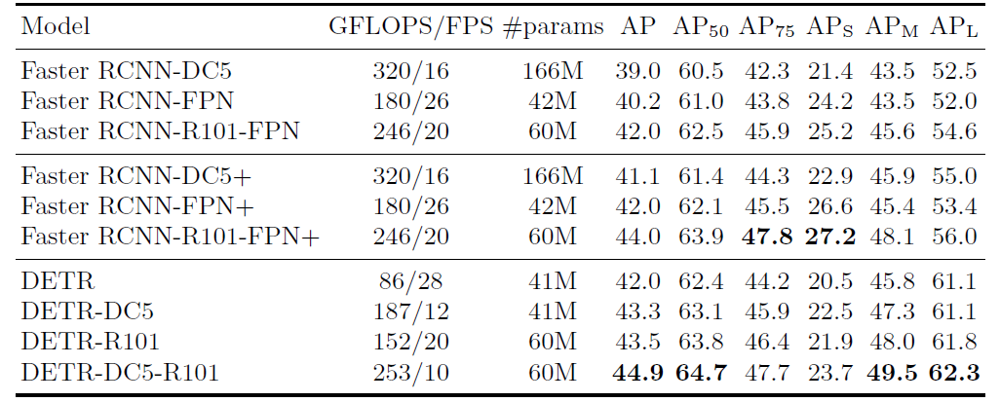 Model GFLOPS/FPS #params AP AP50 AP75 APS APM APL
Faster RCNN-DC5 320/16 166M 39.0 60.5 42.3 21.4 43.5 52.5
Faster RCNN-FPN 180/26 42M 40.2 61.0 43.8 24.2 43.5 52.0
Faster RCNN-R101-FPN 246/20 60M 42.0 62.5 45.9 25.2 45.6 54.6
Faster RCNN-DC5+ 320/16 166M 41.1 61.4 44.3 22.9 45.9 55.0
Faster RCNN-FPN+ 180/26 42M 42.0 62.1 45.5 26.6 45.4 53.4
Faster RCNN-R101-FPN+ 246/20 60M 44.0 63.9 47.8 27.2 48.1 56.0
DETR 86/28 41M 42.0 62.4 44.2 20.5 45.8 61.1
DETR-DC5 187/12 41M 43.3 63.1 45.9 22.5 47.3 61.1
DETR-R101 152/20 60M 43.5 63.8 46.4 21.9 48.0 61.8
DETR-DC5-R101 253/10 60M 44.9 64.7 47.7 23.7 49.5 62.3